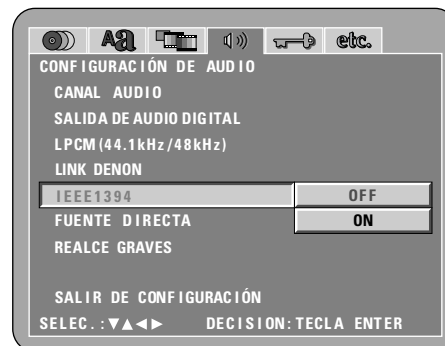 Aa etc.
CONFIGURACIÓN DE AUDIO
CANAL AUDIO
SALIDA DE AUDIO DIGITAL
LPCM (44.1kHz/48kHz)
LINK DENON
IEEE1394 OFF
FUENTE DIRECTA ON
REALCE GRAVES
SALIR DE CONFIGURACIÓN
SELEC.:▼▲◄► DECISION:TECLA ENTER